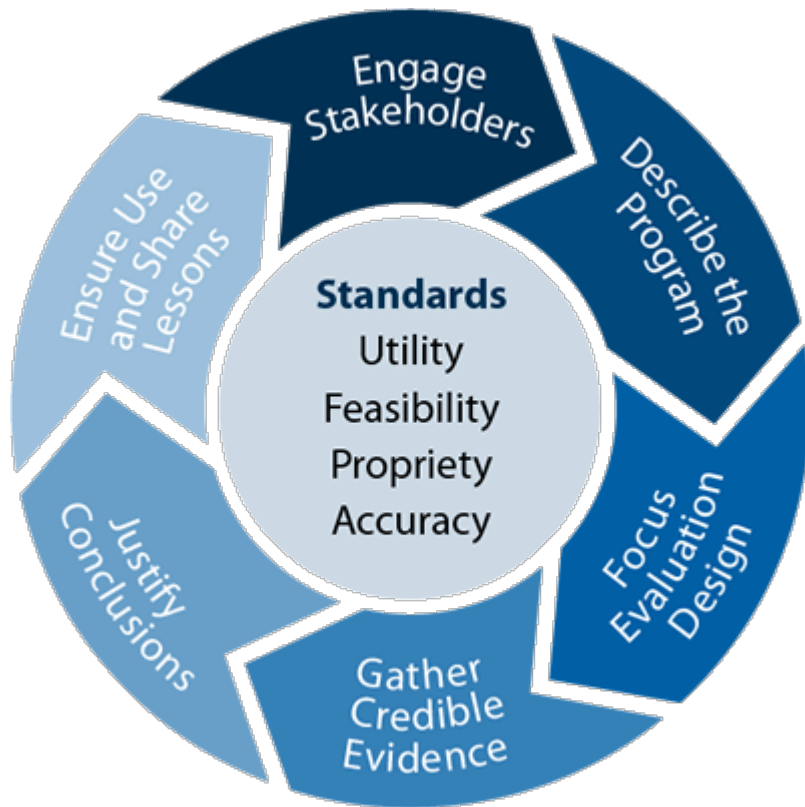 Engage
Stakeholders
Describe the
Program
Focus
Evaluation
Design
Gather
Credible
Evidence
Justify
Conclusions
Ensure Use
and Share
Lessons
Standards
Utility
Feasibility
Propriety
Accuracy